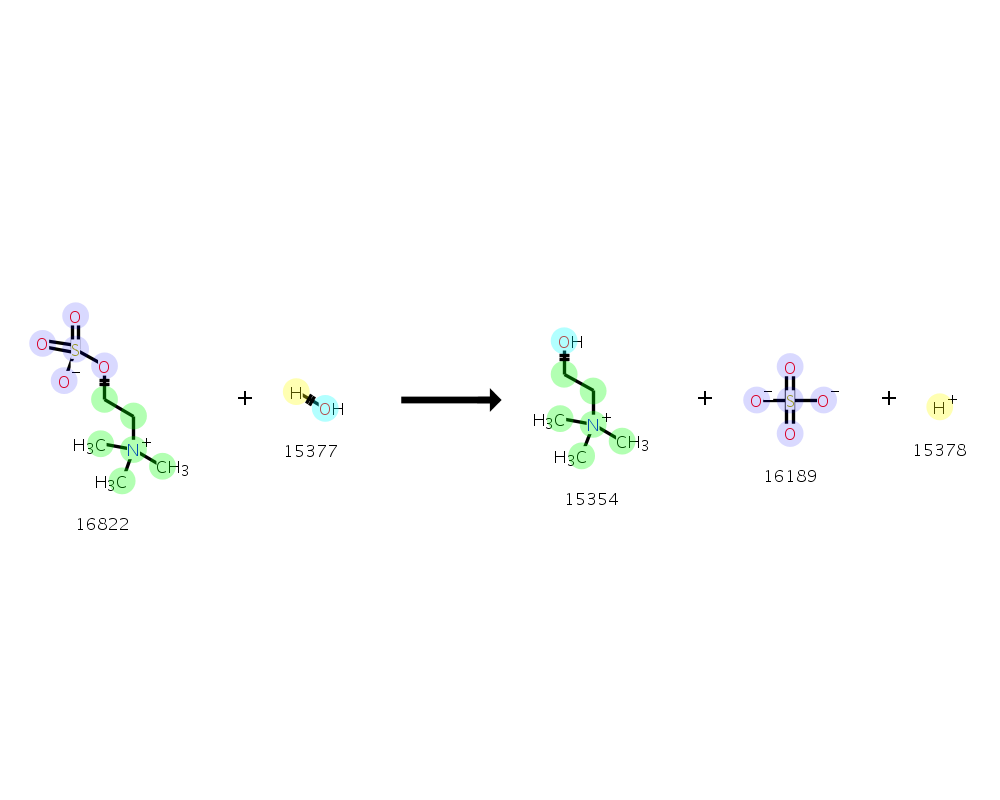 O
O S O
O⁻
H₃C N⁺ CH₃
H₃C
16822
+
H OH
15377
OH
H₃C N⁺ CH₃
H₃C
15354
+
O
O⁻ S O⁻
O
16189
+
H⁺
15378